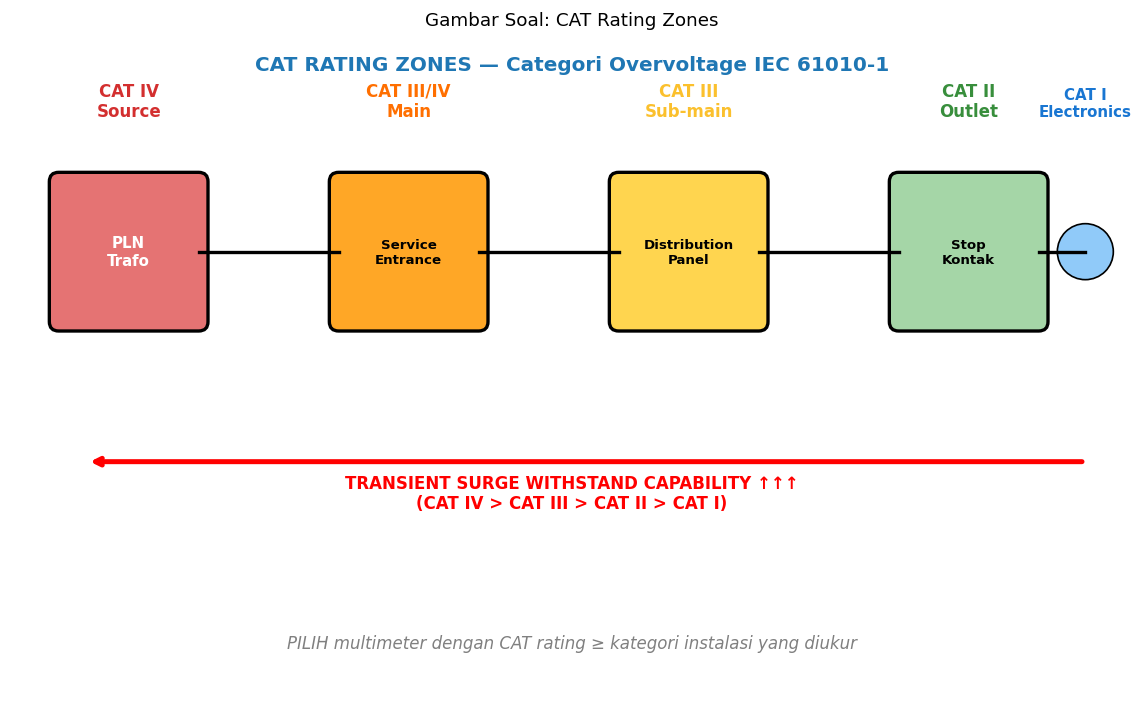 Gambar Soal: CAT Rating Zones
CAT RATING ZONES — Categori Overvoltage IEC 61010-1
CAT IV
Source
CAT III/IV
Main
CAT III
Sub-main
CAT II
Outlet
CAT I
Electronics
PLN
Trafo
Service
Entrance
Distribution
Panel
Stop
Kontak
TRANSIENT SURGE WITHSTAND CAPABILITY ↑↑↑
(CAT IV > CAT III > CAT II > CAT I)
PILIH multimeter dengan CAT rating ≥ kategori instalasi yang diukur